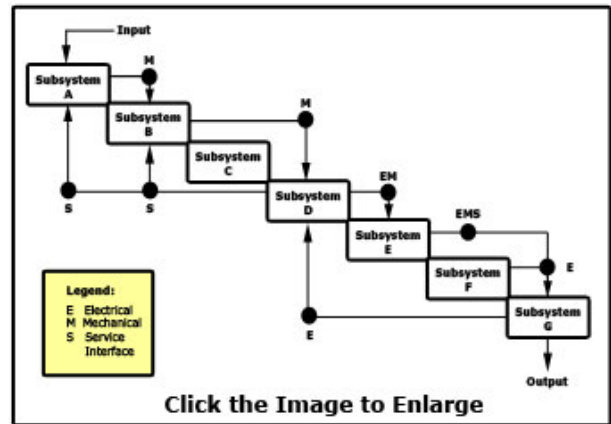 Input
M
Subsystem
A
M
Subsystem
B
Subsystem
C
EM
S
S
Subsystem
D
EMS
Subsystem
E
E
Subsystem
F
Legend:
E Electrical
M Mechanical
S Service
Interface
E
Subsystem
G
Output
Click the Image to Enlarge